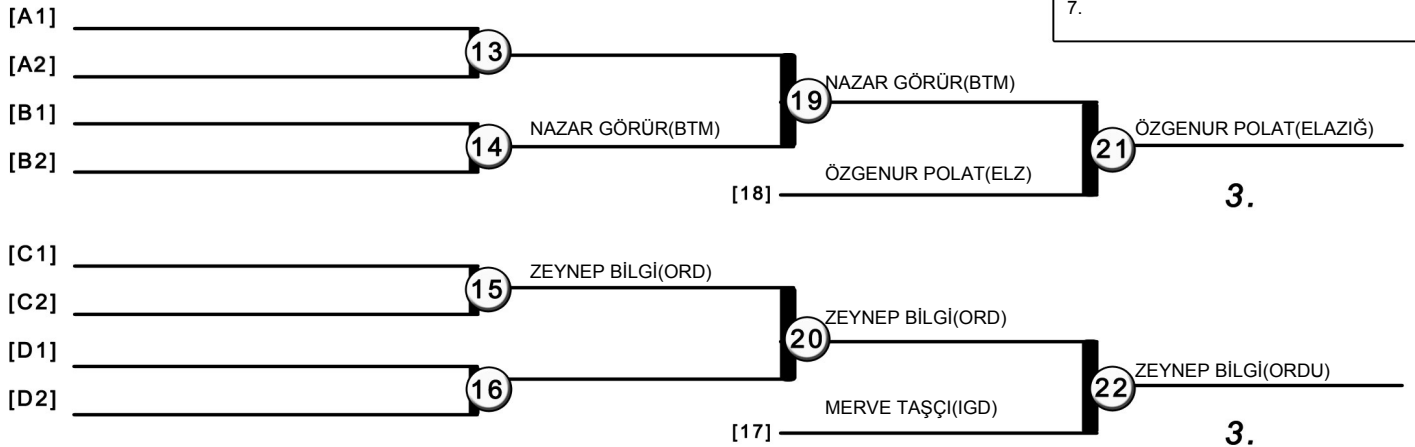 7.
[A1]
13
[A2]
NAZAR GÖRÜR(BTM)
19
[B1]
NAZAR GÖRÜR(BTM)
14
ÖZGENUR POLAT(ELAZIĞ)
21
[B2]
ÖZGENUR POLAT(ELZ)
[18]
3.
[C1]
ZEYNEP BİLGİ(ORD)
15
[C2]
ZEYNEP BİLGİ(ORD)
20
[D1]
ZEYNEP BİLGİ(ORDU)
16
22
[D2]
MERVE TAŞÇI(IGD)
[17]
3.